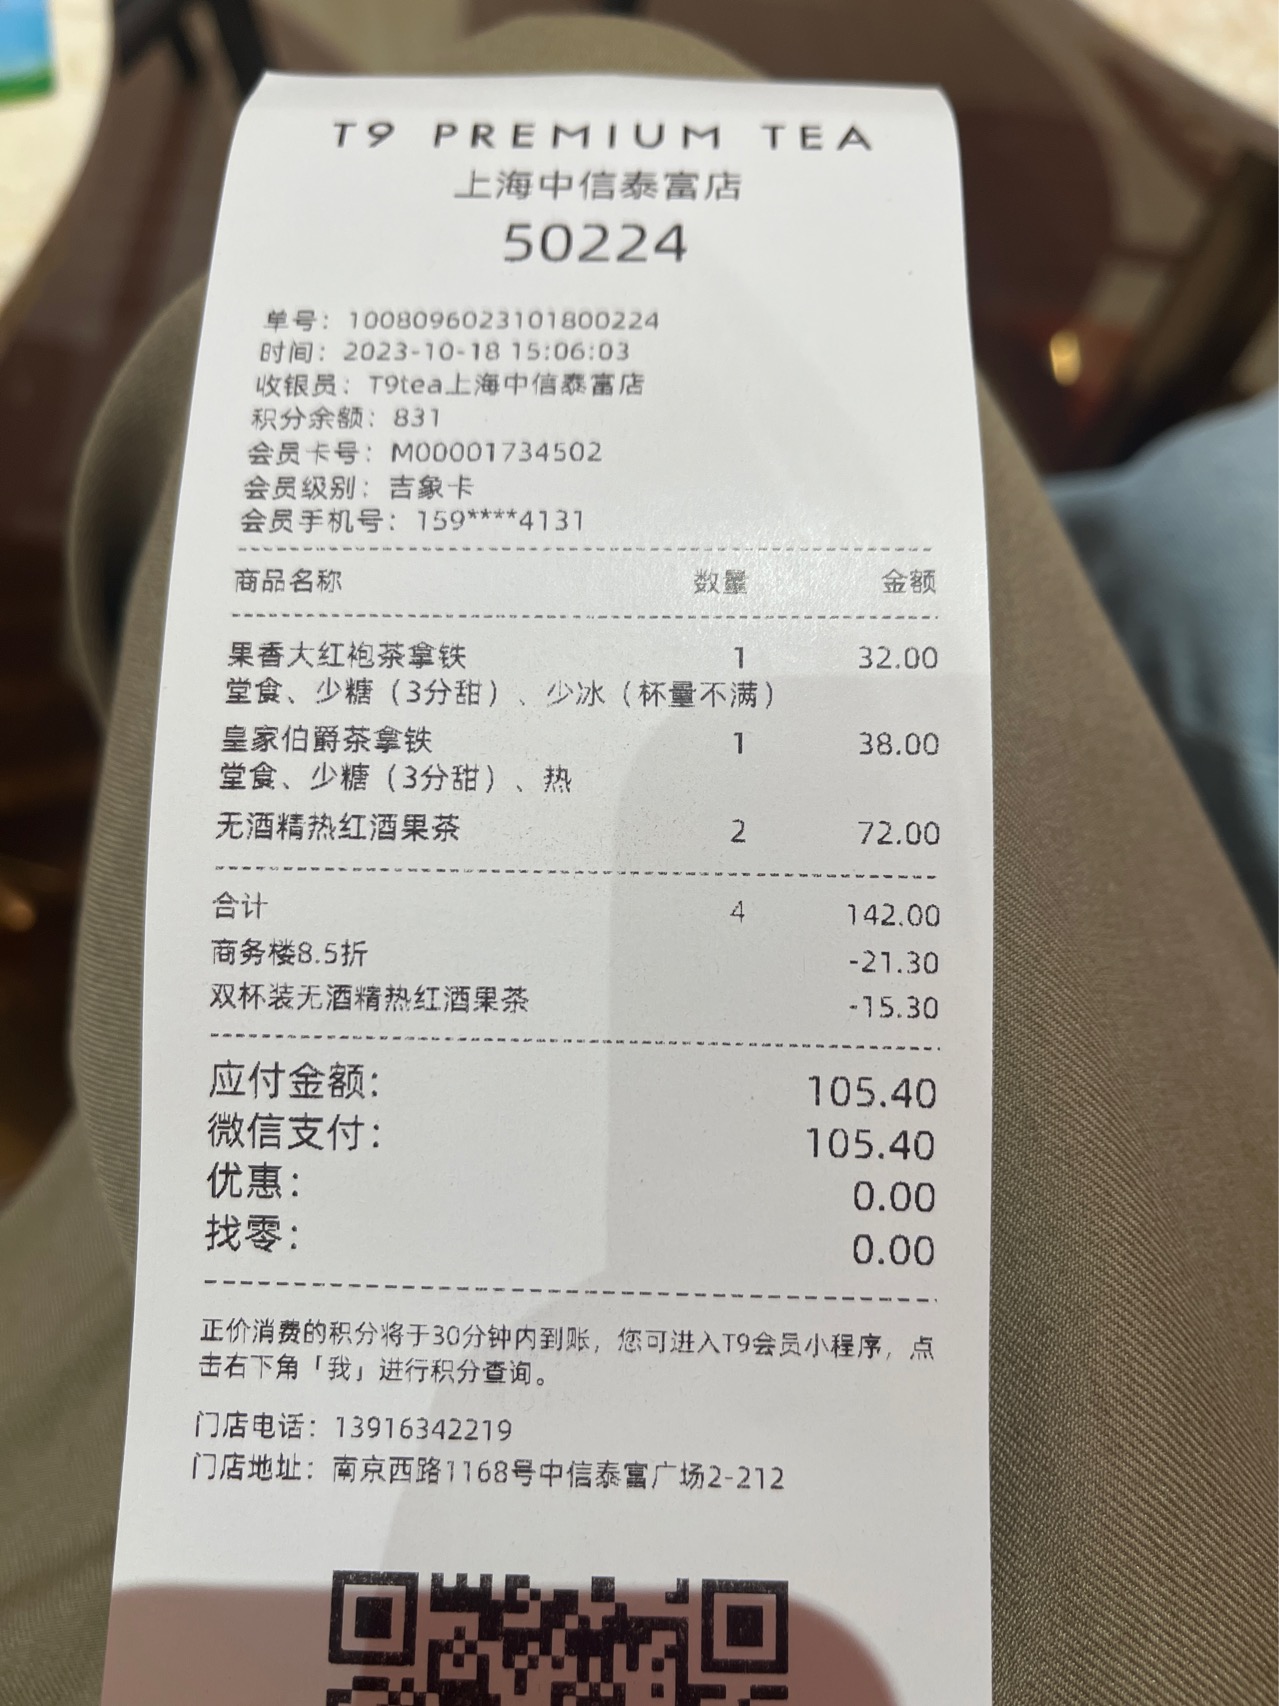 T9 PREMIUM TEA
上海中信泰富店
50224
单号：1008096023101800224
时间：2023-10-18 15:06:03
收银员：T9tea上海中信泰富店
积分余额：831
会员卡号：M00001734502
会员级别：吉象卡
会员手机号：159****4131
商品名称 数量 金额
果香大红袍茶拿铁 1 32.00
堂食、少糖（3分甜）、少冰（杯量不满）
皇家伯爵茶拿铁 1 38.00
堂食、少糖（3分甜）、热
无酒精热红酒果茶 2 72.00
合计 4 142.00
商务楼8.5折 -21.30
双杯装无酒精热红酒果茶 -15.30
应付金额： 105.40
微信支付： 105.40
优惠： 0.00
找零： 0.00
正价消费的积分将于30分钟内到账，您可进入T9会员小程序，点
击右下角「我」进行积分查询。
门店电话：13916342219
门店地址：南京西路1168号中信泰富广场2-212